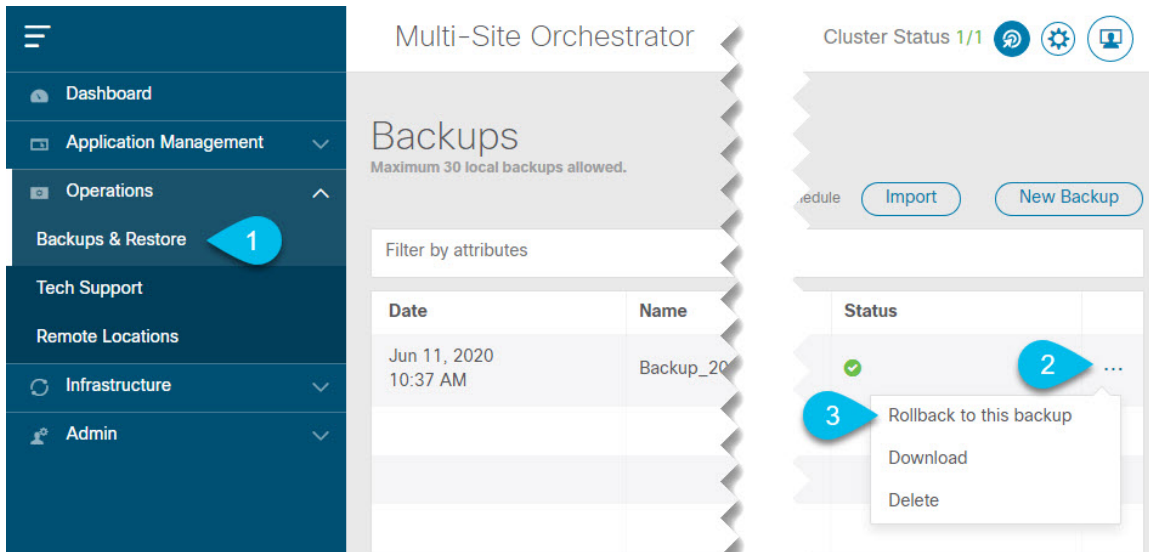 Multi-Site Orchestrator
Cluster Status 1/1
Dashboard
Application Management
Operations
Backups & Restore
1
Tech Support
Remote Locations
Infrastructure
Admin
Backups
Maximum 30 local backups allowed.
Import
New Backup
Filter by attributes
Date Name Status
Jun 11, 2020
10:37 AM
Backup_20
2
...
3
Rollback to this backup
Download
Delete